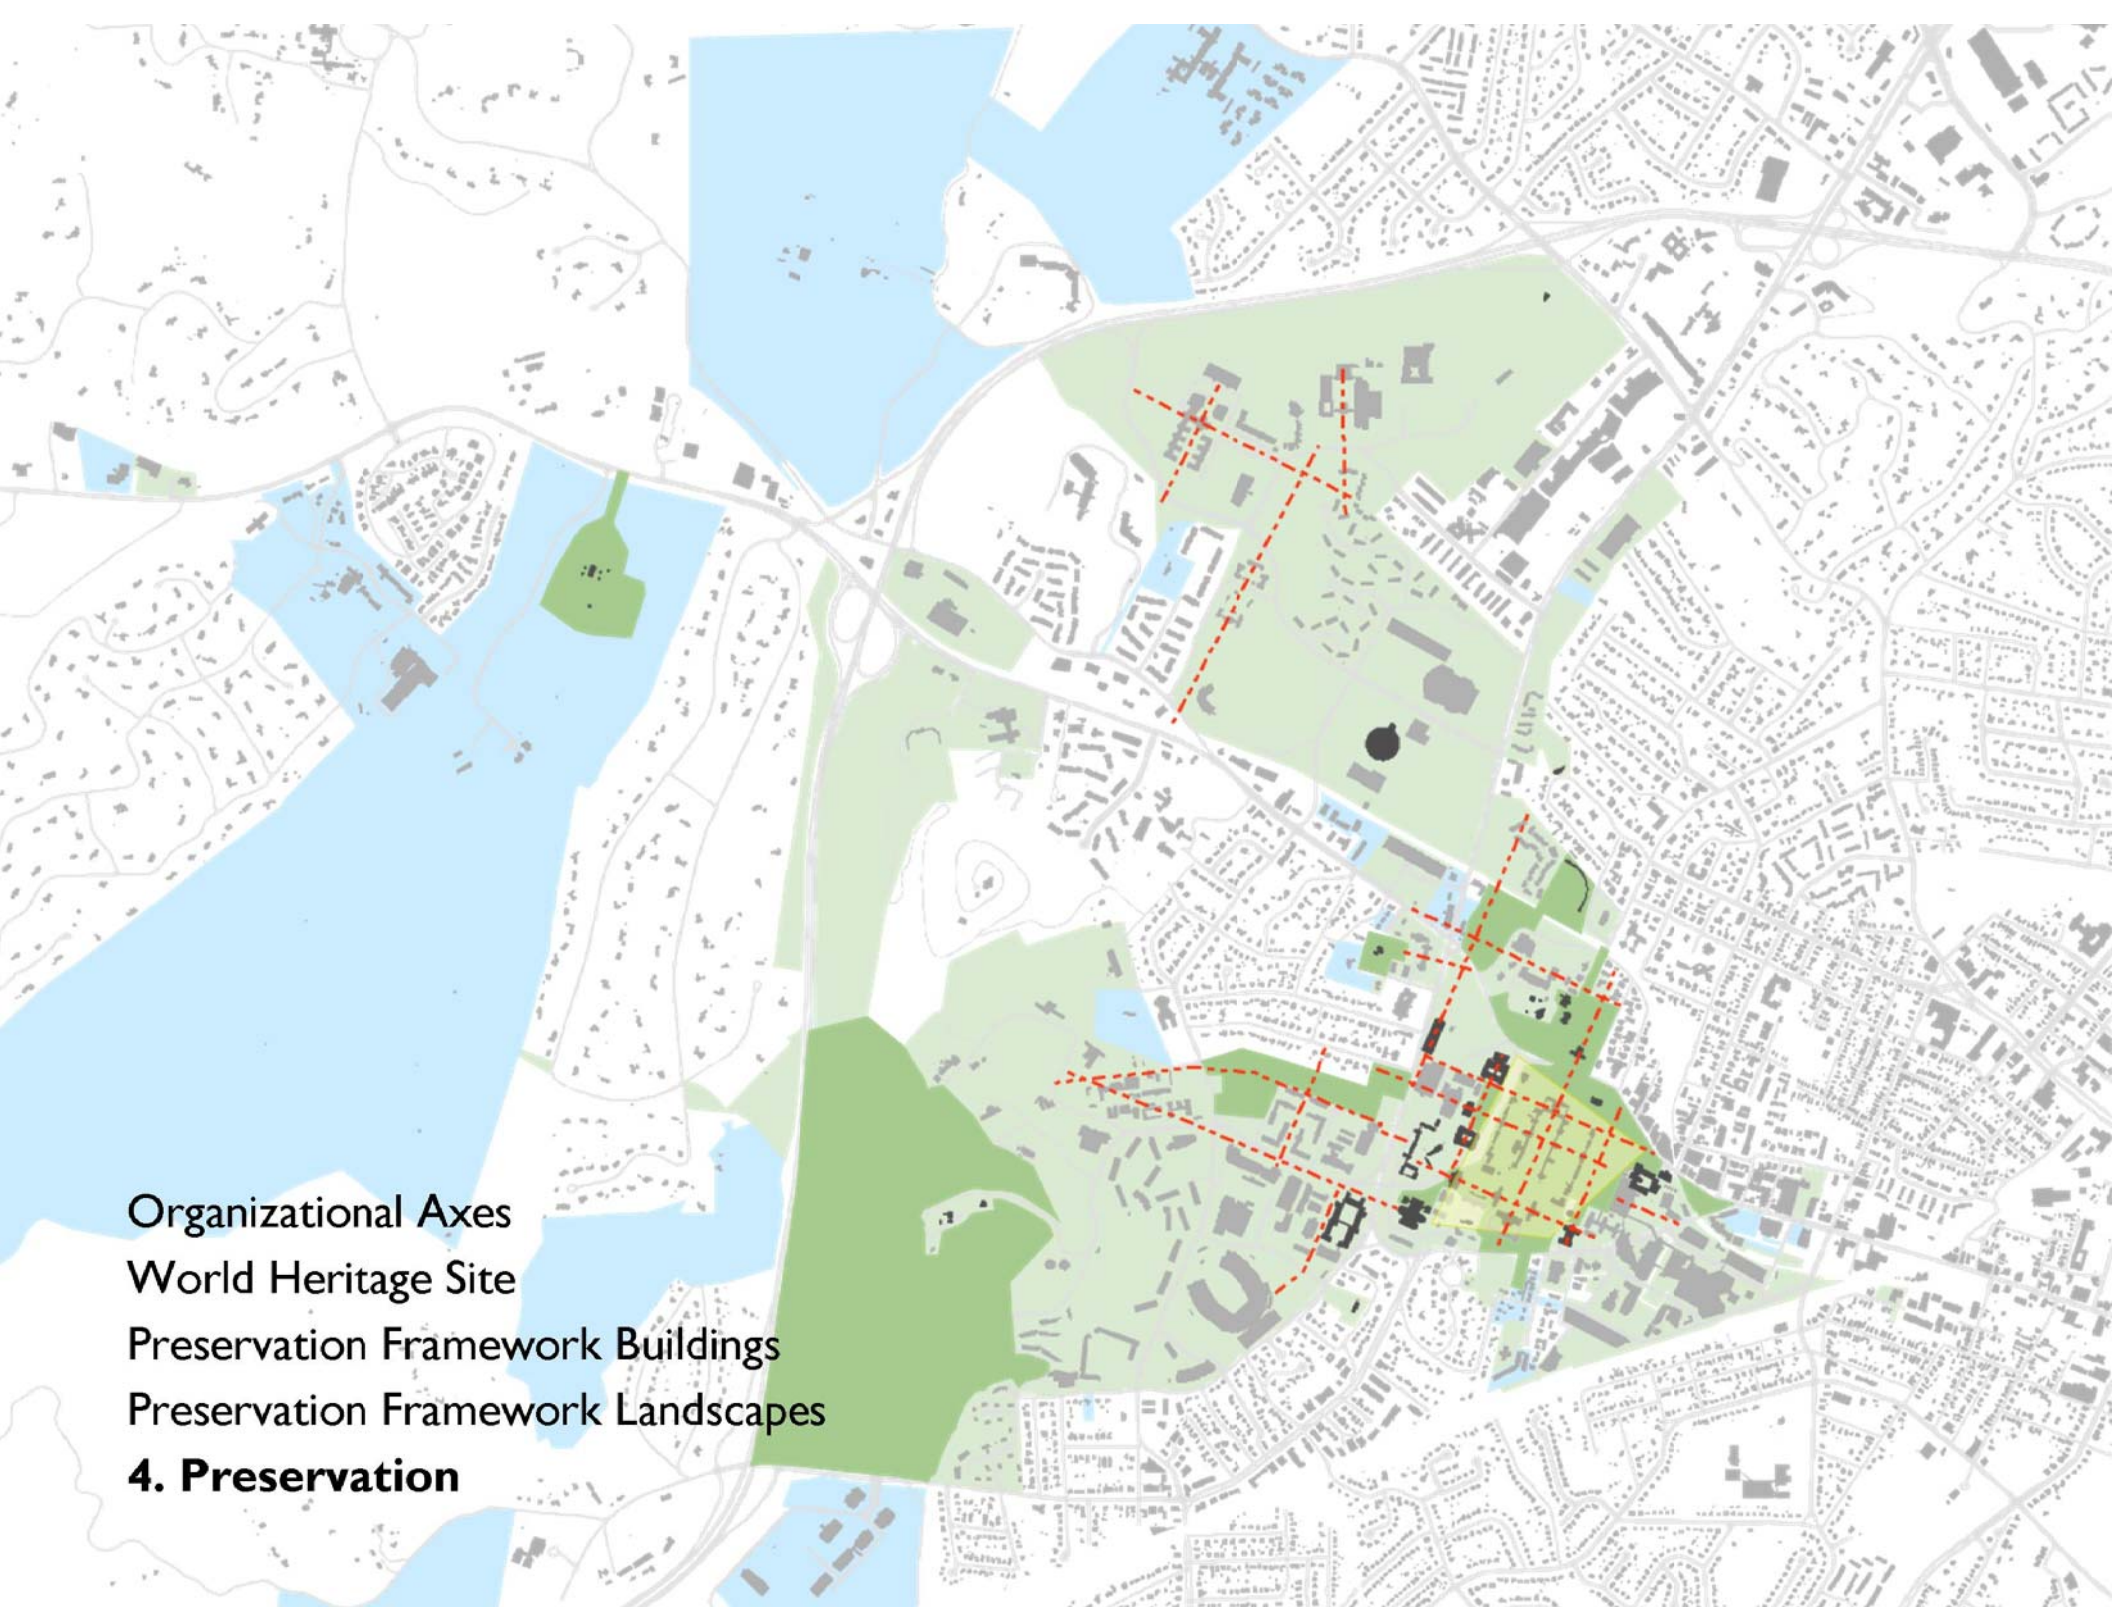 Organizational Axes
World Heritage Site
Preservation Framework Buildings
Preservation Framework Landscapes
4. Preservation